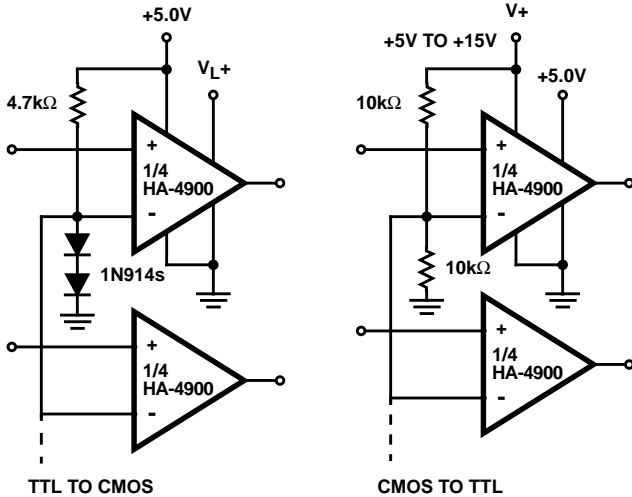 +5.0V
VL+
4.7kΩ
+
1/4
HA-4900
-
1N914s
+
1/4
HA-4900
-
TTL TO CMOS
V+
+5V TO +15V
+5.0V
10kΩ
+
1/4
HA-4900
-
10kΩ
+
1/4
HA-4900
-
CMOS TO TTL